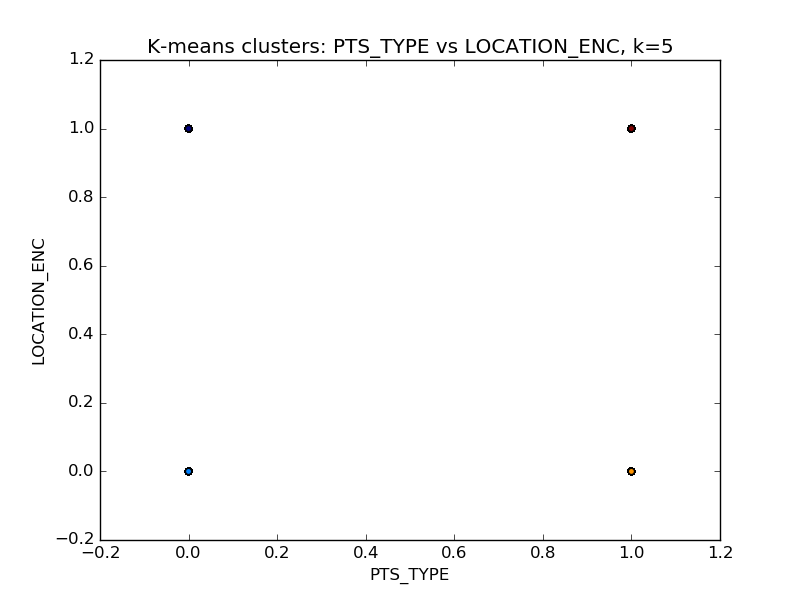 K-means clusters: PTS_TYPE vs LOCATION_ENC, k=5
1.2
1.0
0.8
0.6
0.4
0.2
0.0
−0.2
LOCATION_ENC
−0.2 0.0 0.2 0.4 0.6 0.8 1.0 1.2
PTS_TYPE